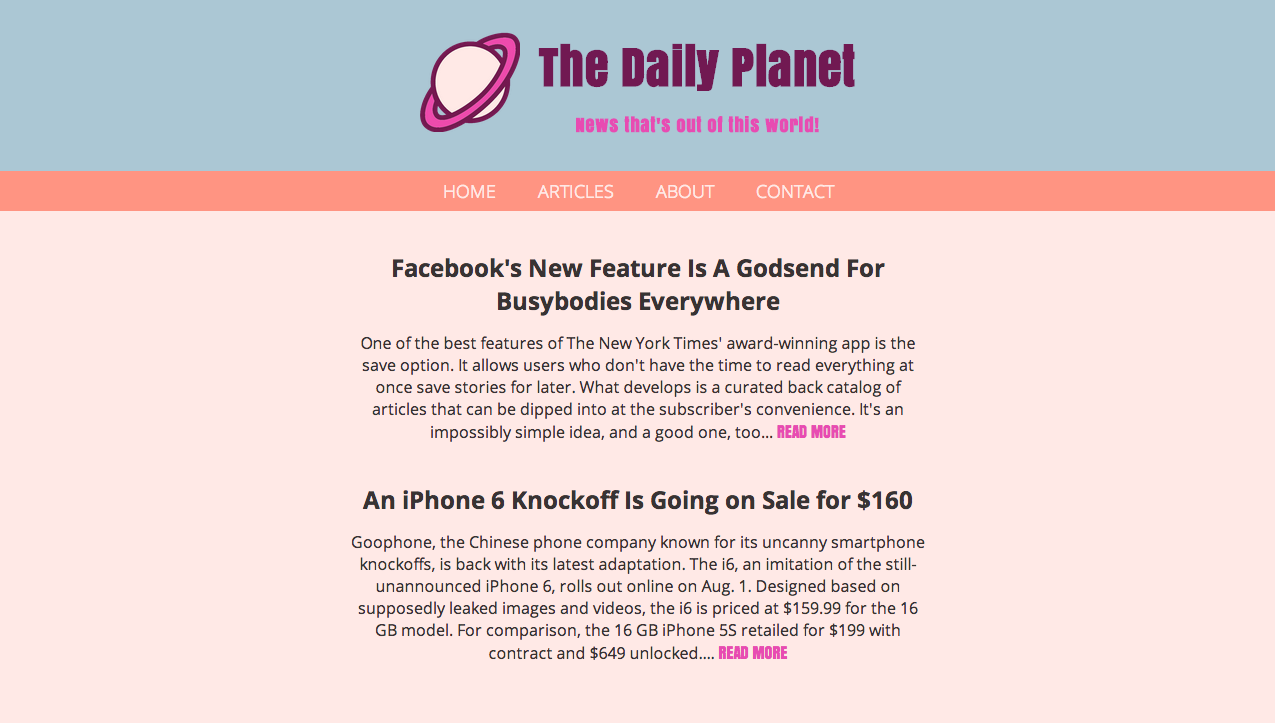 The Daily Planet
News that's out of this world!
HOME ARTICLES ABOUT CONTACT
Facebook's New Feature Is A Godsend For
Busybodies Everywhere
One of the best features of The New York Times' award-winning app is the
save option. It allows users who don't have the time to read everything at
once save stories for later. What develops is a curated back catalog of
articles that can be dipped into at the subscriber's convenience. It's an
impossibly simple idea, and a good one, too... READ MORE
An iPhone 6 Knockoff Is Going on Sale for $160
Goophone, the Chinese phone company known for its uncanny smartphone
knockoffs, is back with its latest adaptation. The i6, an imitation of the still-
unannounced iPhone 6, rolls out online on Aug. 1. Designed based on
supposedly leaked images and videos, the i6 is priced at $159.99 for the 16
GB model. For comparison, the 16 GB iPhone 5S retailed for $199 with
contract and $649 unlocked.... READ MORE